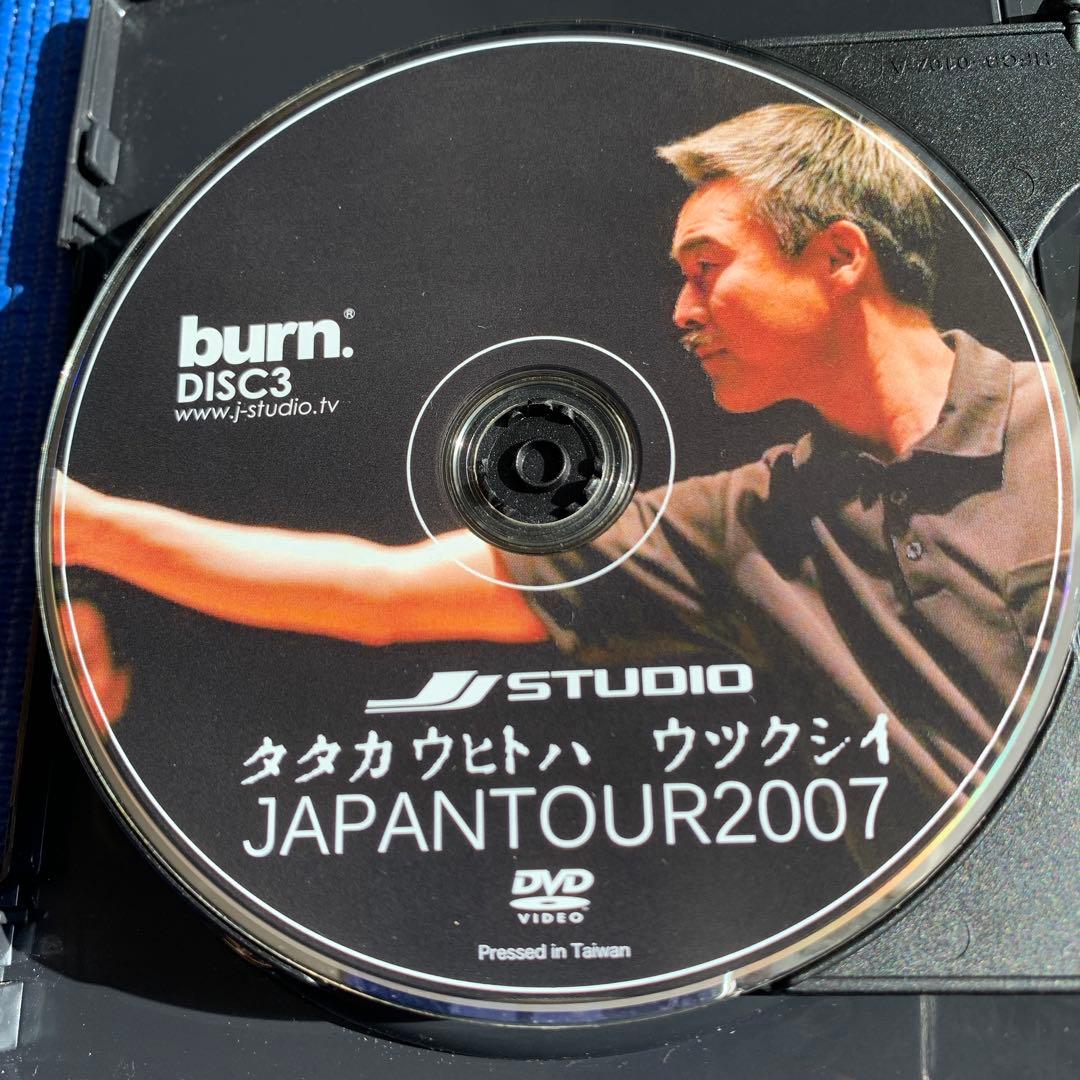 burn.®
DISC3
www.j-studio.tv
STUDIO
タタカウヒトハ ウツクシイ
JAPANTOUR2007
DVD
VIDEO
Pressed in Taiwan